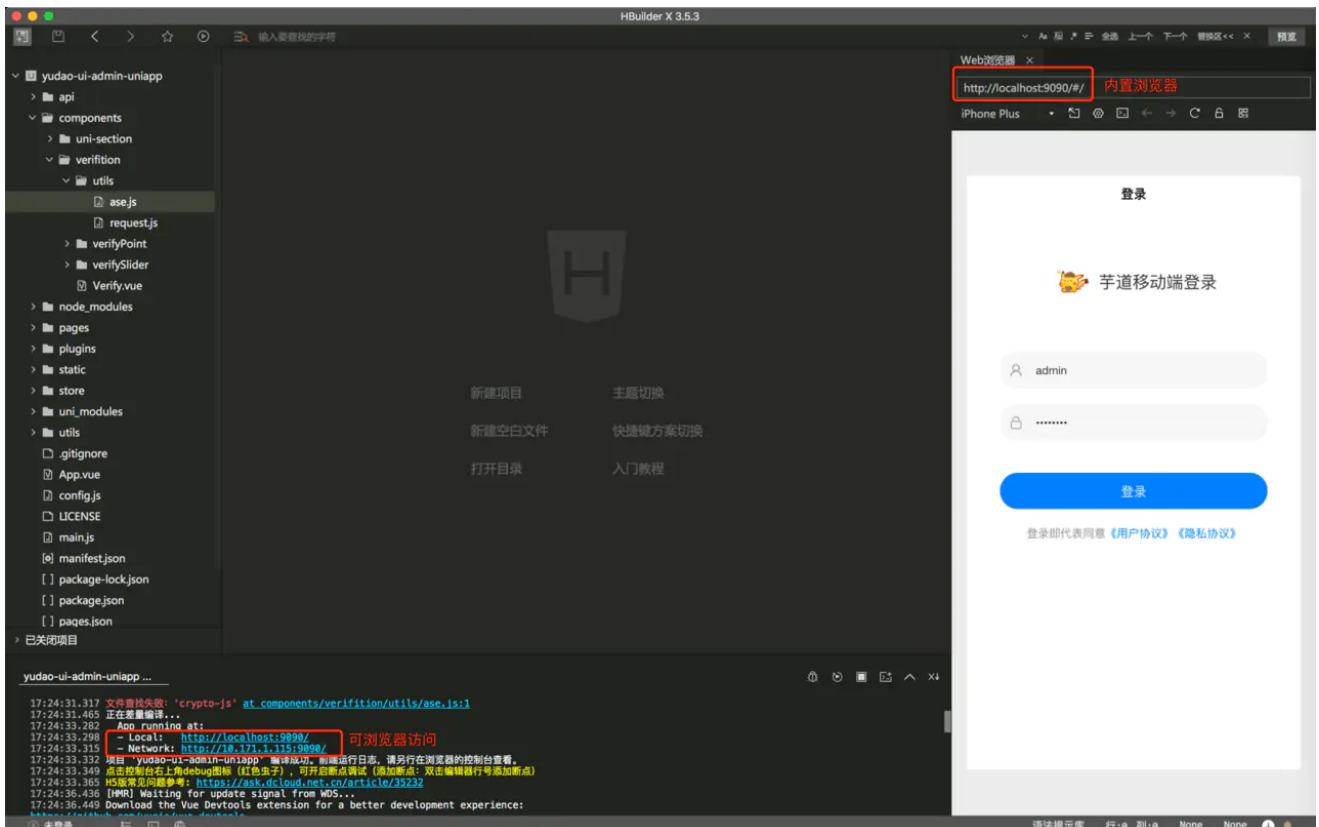 HBuilder X 3.5.3
输入要查找的字符
全选 上一个 下一个 替换区<< × 预览
yudao-ui-admin-uniapp
api
components
uni-section
verifition
utils
ase.js
request.js
verifyPoint
verifySlider
Verify.vue
node_modules
pages
plugins
static
store
uni_modules
utils
.gitignore
App.vue
config.js
LICENSE
main.js
manifest.json
package-lock.json
package.json
pages.json
已关闭项目
新建项目 主题切换
新建空白文件 快捷键方案切换
打开目录 入门教程
Web浏览器 ×
http://localhost:9090/#/ 内置浏览器
iPhone Plus
登录
芋道移动端登录
admin
••••••••
登录
登录即代表同意《用户协议》《隐私协议》
yudao-ui-admin-uniapp ...
17:24:31.317 文件查找失败: 'crypto-js' at components/verifition/utils/ase.js:1
17:24:31.465 正在差量编译...
17:24:33.282 App running at:
17:24:33.298 - Local: http://localhost:9090/ 可浏览器访问
17:24:33.315 - Network: http://10.171.1.115:9090/
17:24:33.332 项目 'yudao-ui-admin-uniapp' 编译成功。前端运行日志，请另行在浏览器的控制台查看。
17:24:33.349 点击控制台右上角debug图标（红色虫子），可开启断点调试（添加断点：双击编辑器行号添加断点）
17:24:33.365 H5版常见问题参考: https://ask.dcloud.net.cn/article/35232
17:24:36.436 [HMR] Waiting for update signal from WDS...
17:24:36.449 Download the Vue Devtools extension for a better development experience:
未登录
语法提示库 行:0 列:0 None None